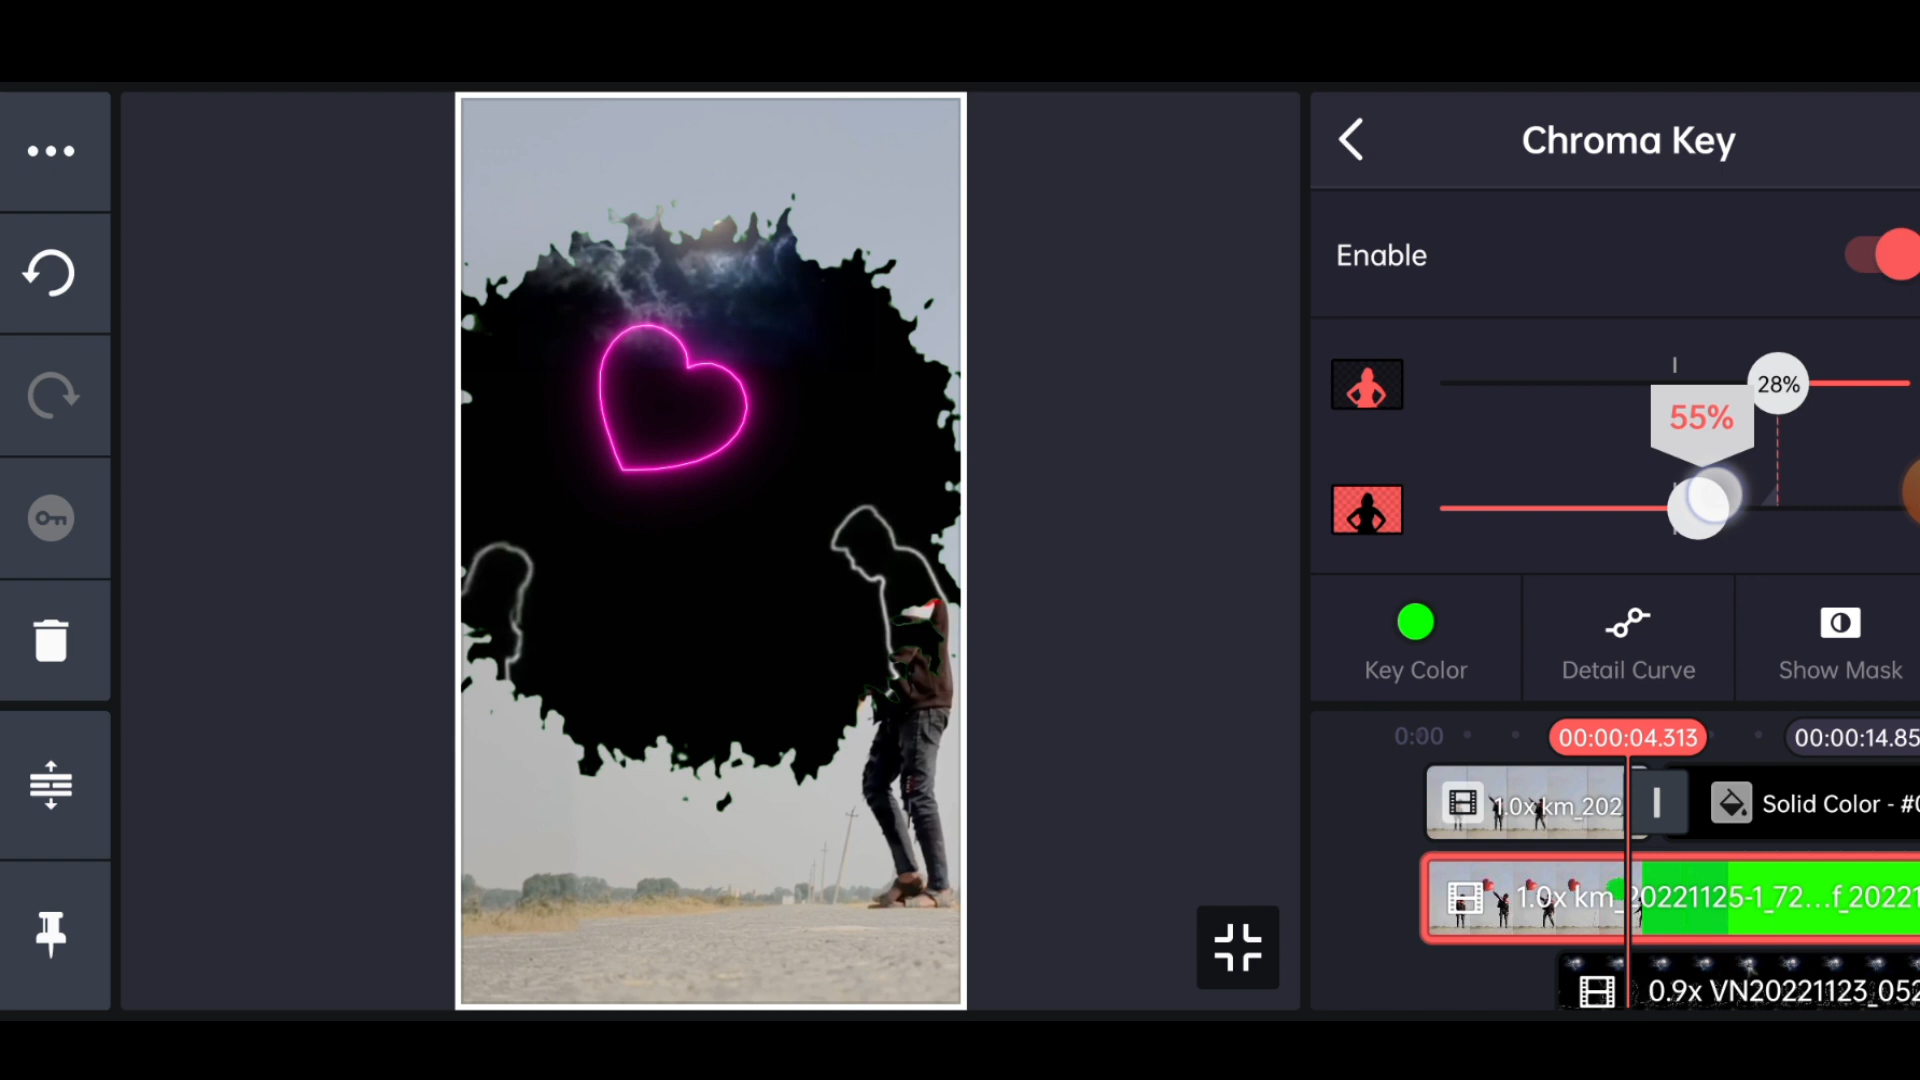 Chroma Key
Enable
28%
55%
Key Color
Detail Curve
Show Mask
0:00
00:00:04.313
00:00:14.85
1.0x km_202
Solid Color - #0
1.0x km_20221125-1_72...f_20221
0.9x VN20221123_052